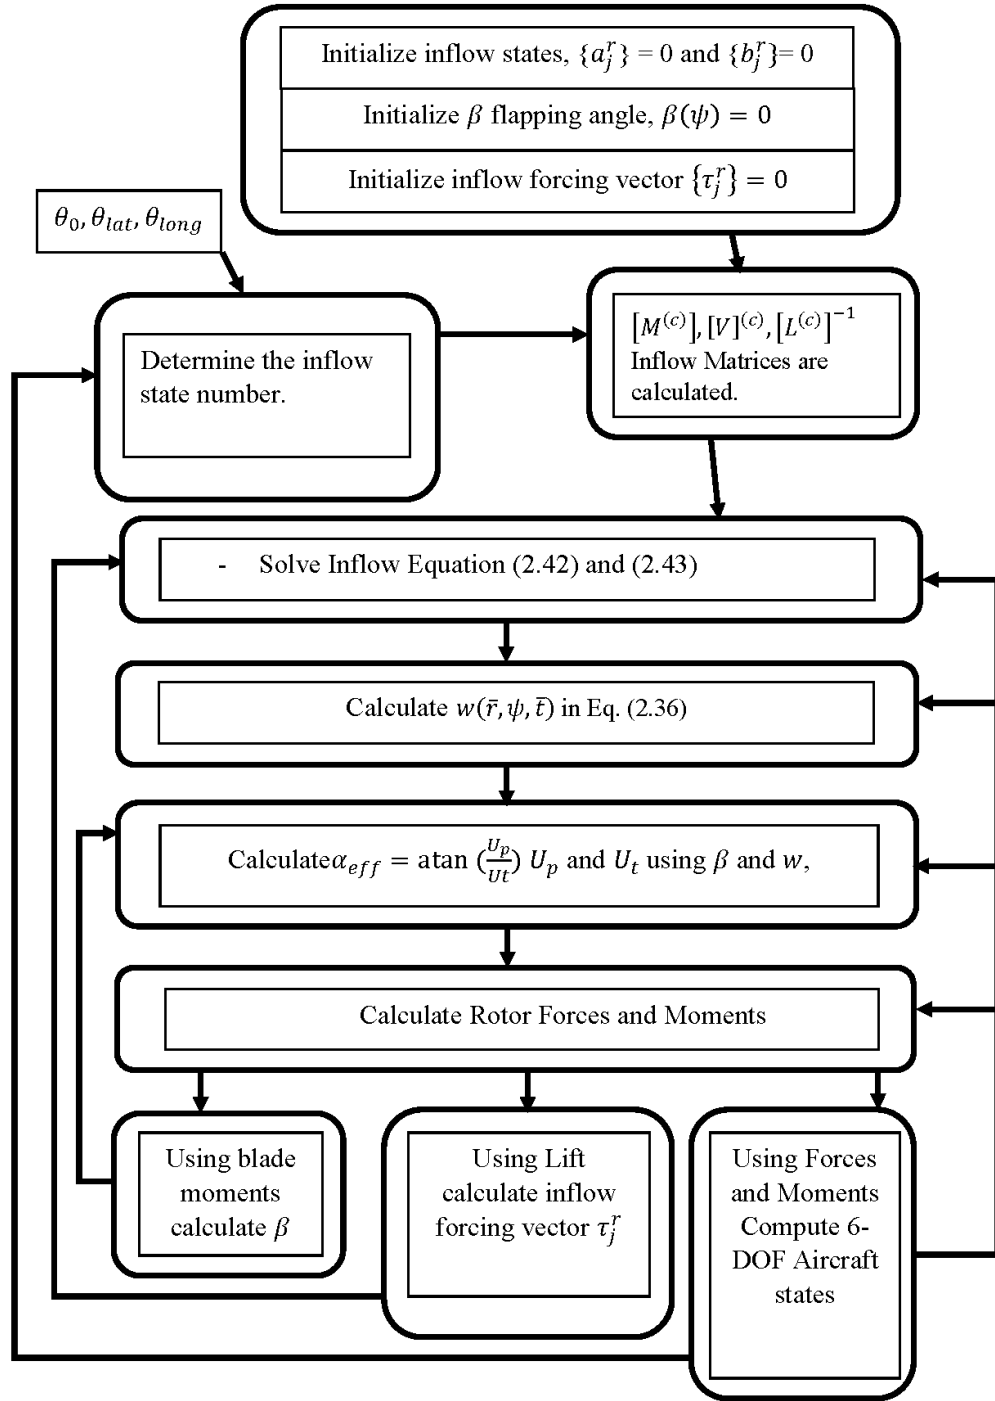 Initialize inflow states, {a_j^r} = 0 and {b_j^r}= 0
Initialize β flapping angle, β(ψ) = 0
Initialize inflow forcing vector {τ_j^r} = 0
θ_0, θ_lat, θ_long
Determine the inflow
state number.
[M^(c)], [V]^(c), [L^(c)]^−1
Inflow Matrices are
calculated.
- Solve Inflow Equation (2.42) and (2.43)
Calculate w(r̄, ψ, t̄) in Eq. (2.36)
Calculateα_eff = atan (U_p/Ut) U_p and U_t using β and w,
Calculate Rotor Forces and Moments
Using blade
moments
calculate β
Using Lift
calculate inflow
forcing vector τ_j^r
Using Forces
and Moments
Compute 6-
DOF Aircraft
states